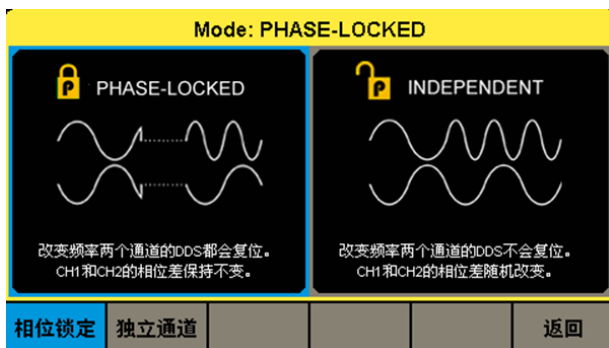 Mode: PHASE-LOCKED
P PHASE-LOCKED
P INDEPENDENT
改变频率两个通道的DDS都会复位。
CH1和CH2的相位差保持不变。
改变频率两个通道的DDS不会复位。
CH1和CH2的相位差随机改变。
相位锁定 独立通道 返回